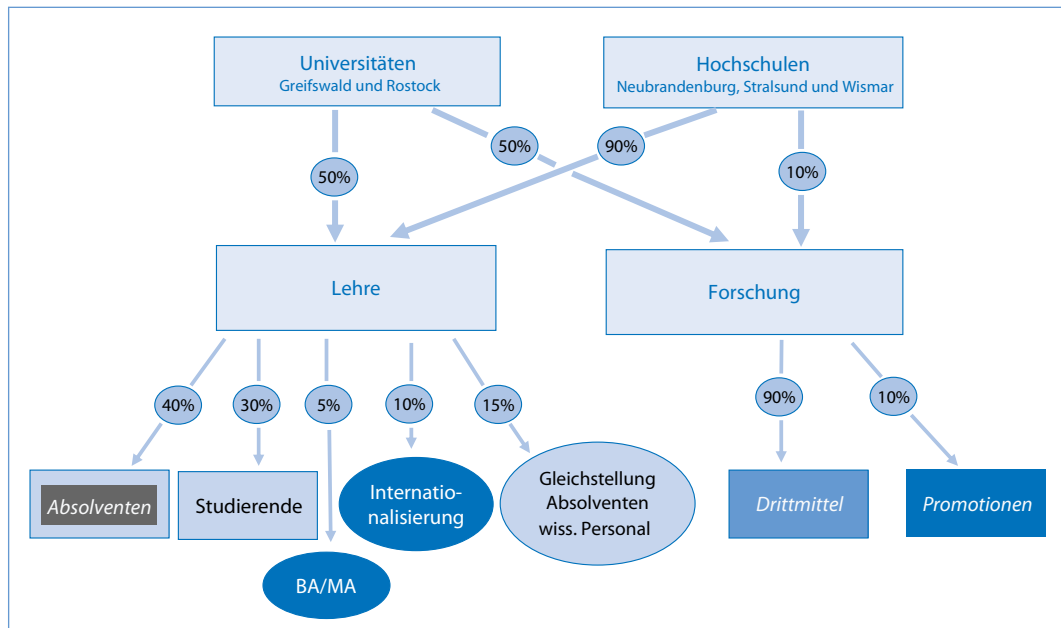 Universitäten
Greifswald und Rostock
Hochschulen
Neubrandenburg, Stralsund und Wismar
50%
90%
50%
10%
Lehre
Forschung
40%
30%
5%
10%
15%
90%
10%
Absolventen
Studierende
Internatio-
nalisierung
Gleichstellung
Absolventen
wiss. Personal
Drittmittel
Promotionen
BA/MA